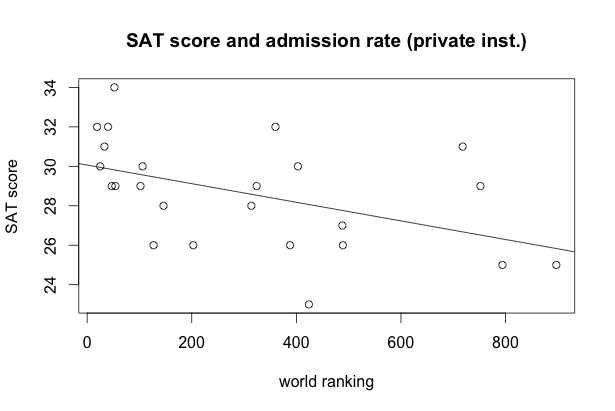 SAT score and admission rate (private inst.)
34
32
30
28
26
24
SAT score
0 200 400 600 800
world ranking